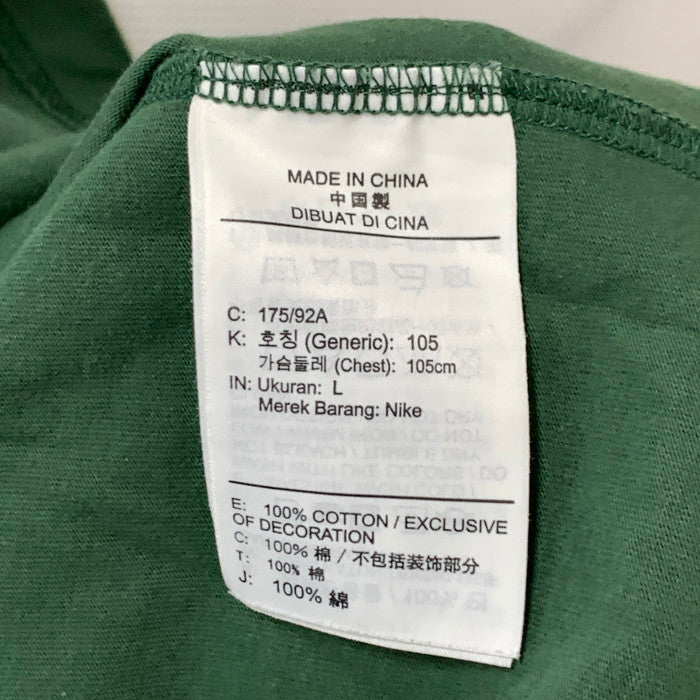 MADE IN CHINA
中国製
DIBUAT DI CINA
C: 175/92A
K: 호칭 (Generic): 105
가슴둘레 (Chest): 105cm
IN: Ukuran: L
Merek Barang: Nike
E: 100% COTTON / EXCLUSIVE
OF DECORATION
C: 100% 棉 / 不包括装饰部分
T: 100% 棉
J: 100% 綿